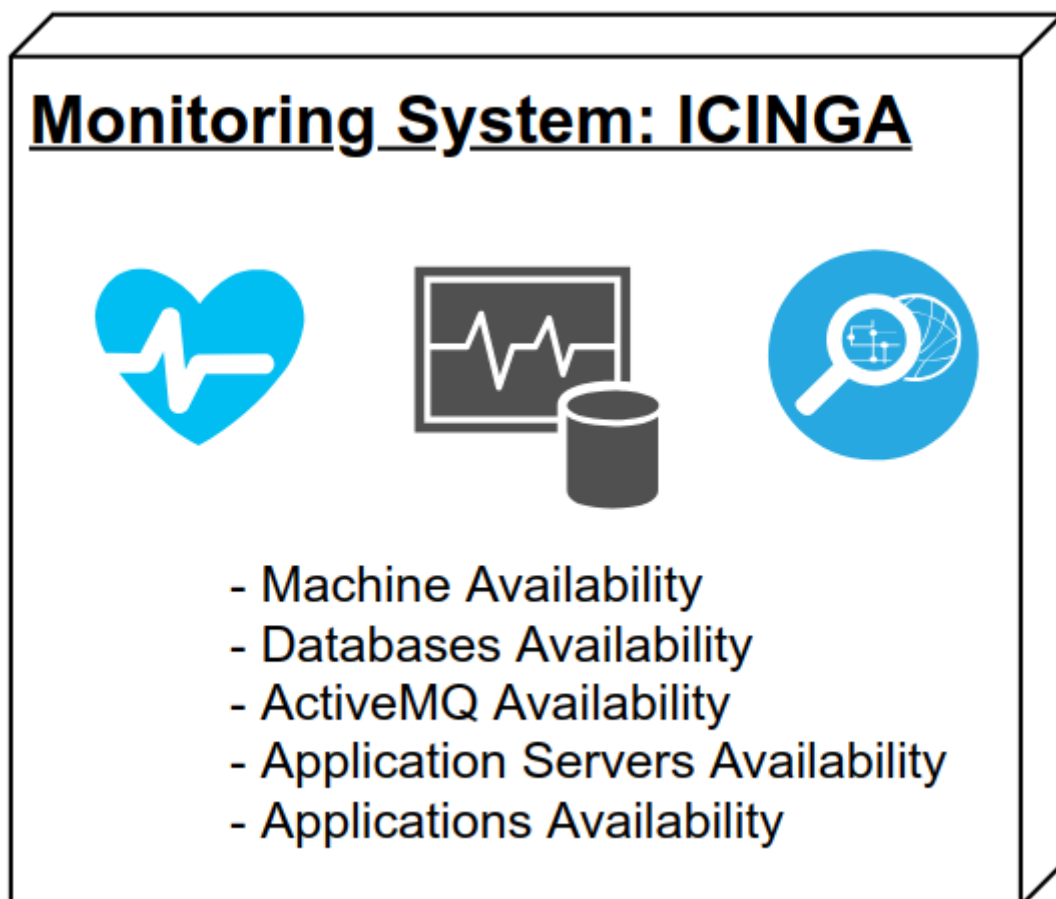 Monitoring System: ICINGA
- Machine Availability
- Databases Availability
- ActiveMQ Availability
- Application Servers Availability
- Applications Availability